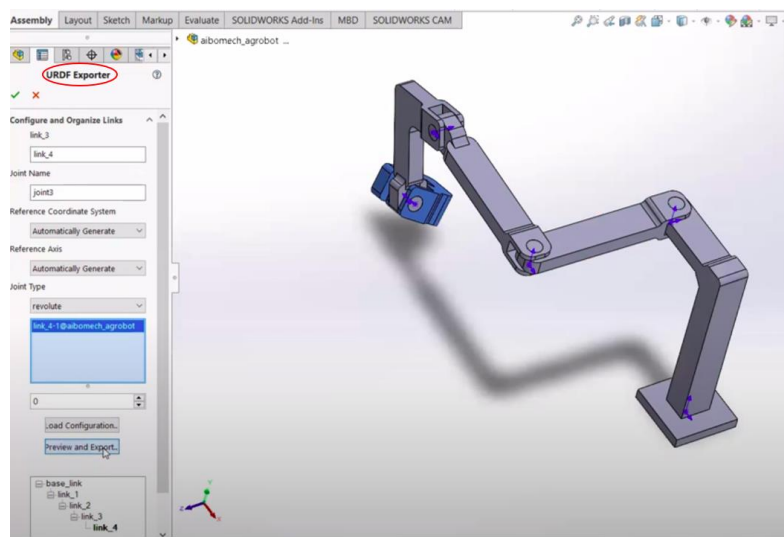 Assembly Layout Sketch Markup Evaluate SOLIDWORKS Add-Ins MBD SOLIDWORKS CAM
aibomech_agrobot ...
URDF Exporter
Configure and Organize Links
link_3
link_4
Joint Name
joint3
Reference Coordinate System
Automatically Generate
Reference Axis
Automatically Generate
Joint Type
revolute
link_4-1@aibomech_agrobot
0
Load Configuration..
Preview and Export..
base_link
link_1
link_2
link_3
link_4
Y
Z
X